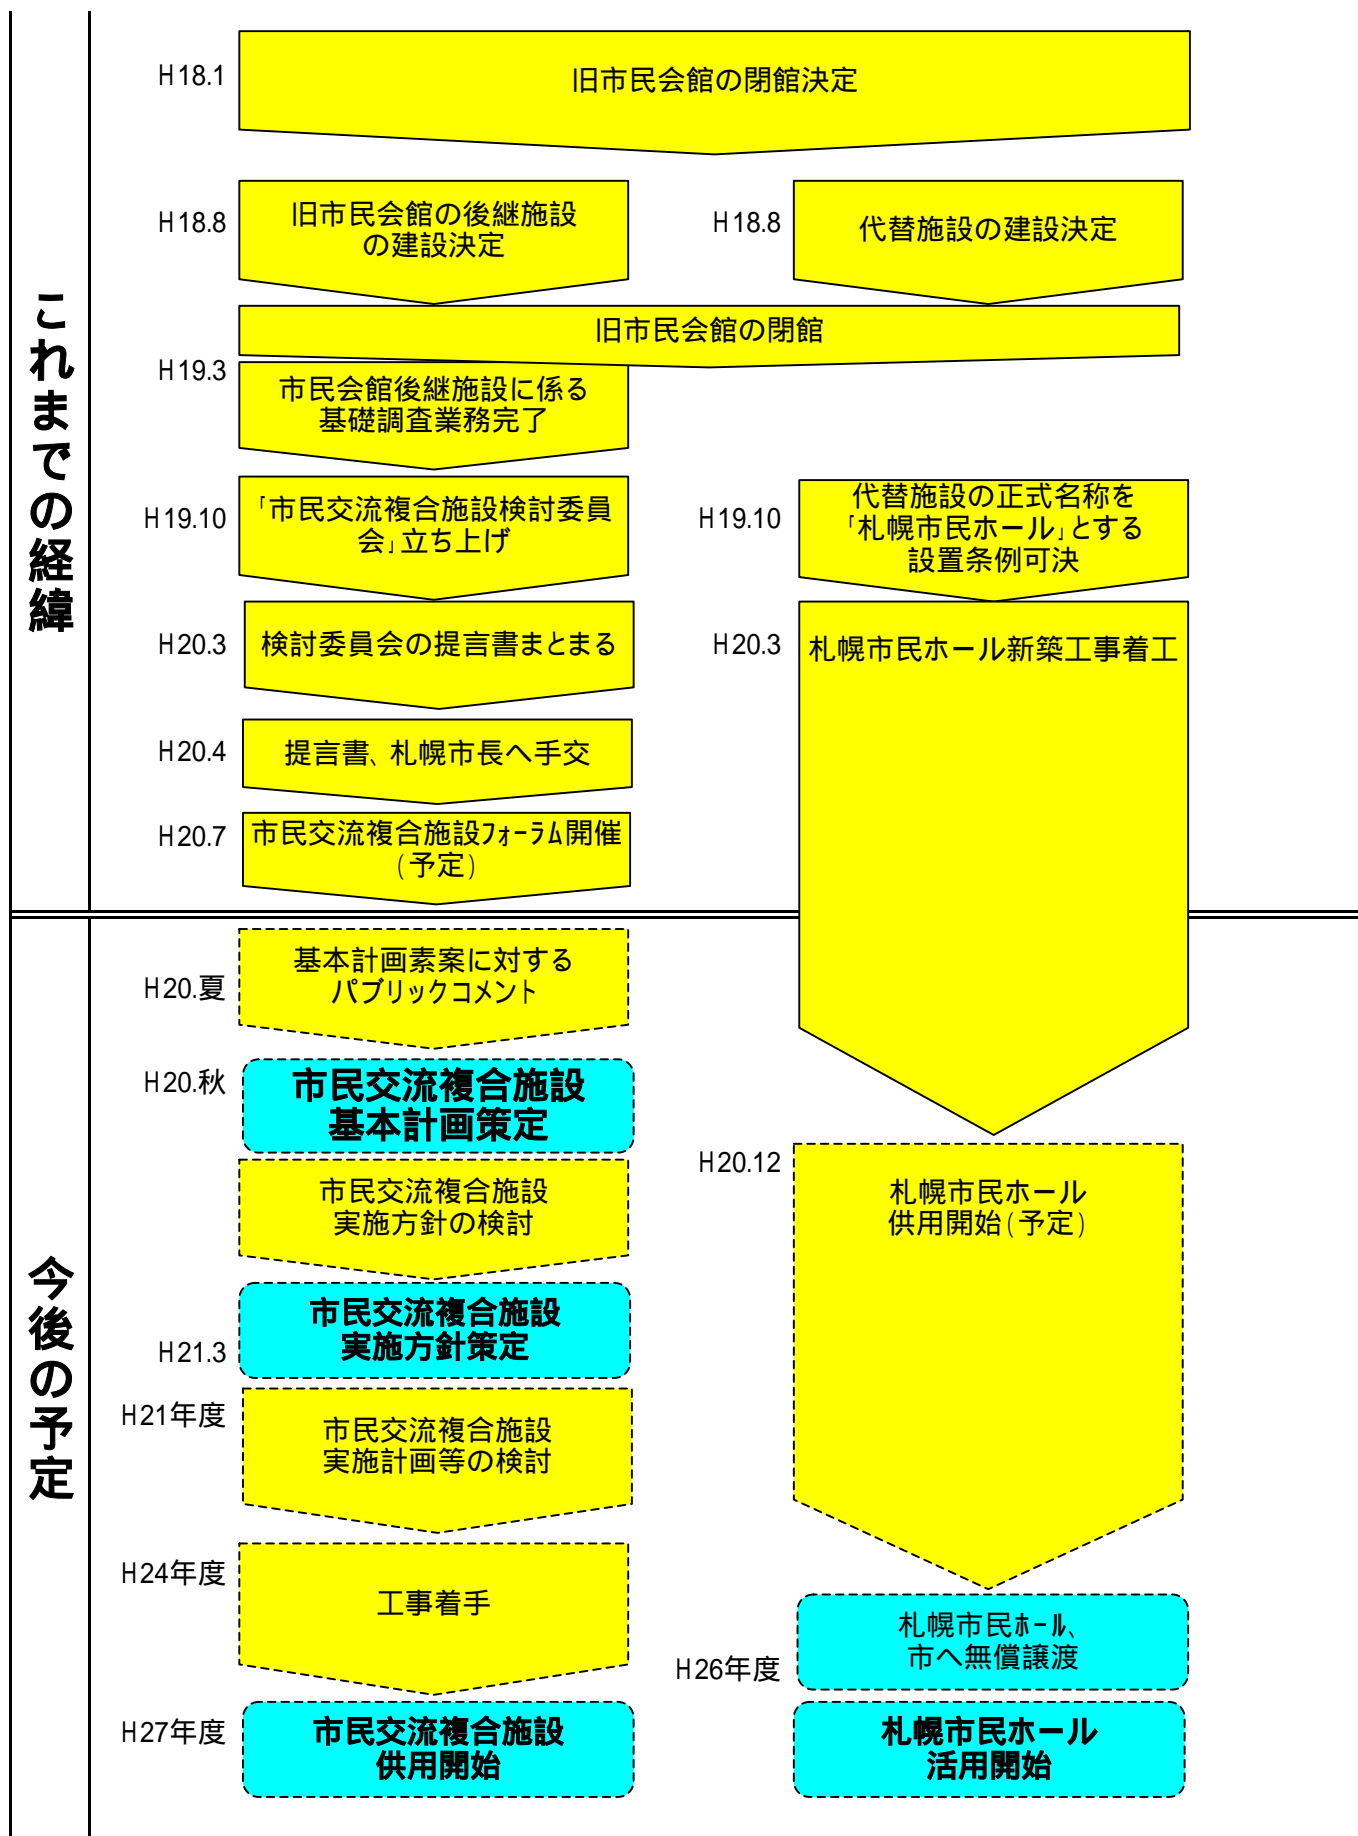 これまでの経緯
H18.1
旧市民会館の閉館決定
H18.8
旧市民会館の後継施設
の建設決定
H18.8
代替施設の建設決定
旧市民会館の閉館
H19.3
市民会館後継施設に係る
基礎調査業務完了
H19.10
「市民交流複合施設検討委員
会」立ち上げ
H19.10
代替施設の正式名称を
「札幌市民ホール」とする
設置条例可決
H20.3
検討委員会の提言書まとまる
H20.3
札幌市民ホール新築工事着工
H20.4
提言書、札幌市長へ手交
H20.7
市民交流複合施設フォーラム開催
(予定)
今後の予定
H20.夏
基本計画素案に対する
パブリックコメント
H20.秋
市民交流複合施設
基本計画策定
市民交流複合施設
実施方針の検討
H20.12
札幌市民ホール
供用開始(予定)
H21.3
市民交流複合施設
実施方針策定
H21年度
市民交流複合施設
実施計画等の検討
H24年度
工事着手
H26年度
札幌市民ホール、
市へ無償譲渡
H27年度
市民交流複合施設
供用開始
札幌市民ホール
活用開始